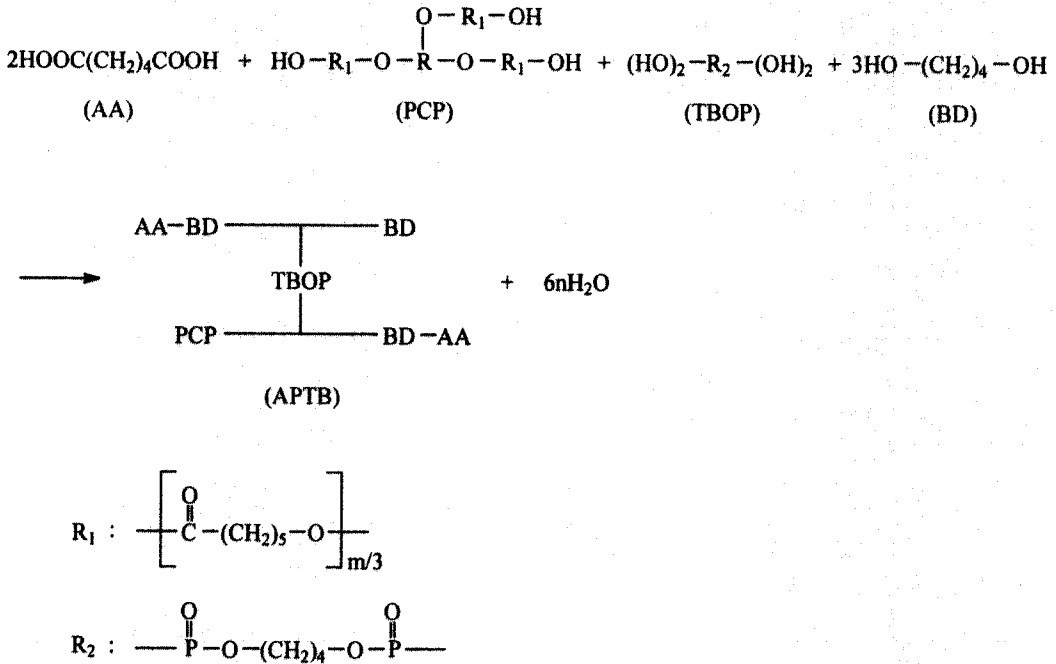 O–R₁–OH
2HOOC(CH₂)₄COOH + HO–R₁–O–R–O–R₁–OH + (HO)₂–R₂–(OH)₂ + 3HO–(CH₂)₄–OH
(AA) (PCP) (TBOP) (BD)
AA–BD BD
TBOP + 6nH₂O
PCP BD–AA
(APTB)
O
R₁ : C–(CH₂)₅–O
m/3
O O
R₂ : —P–O–(CH₂)₄–O–P—